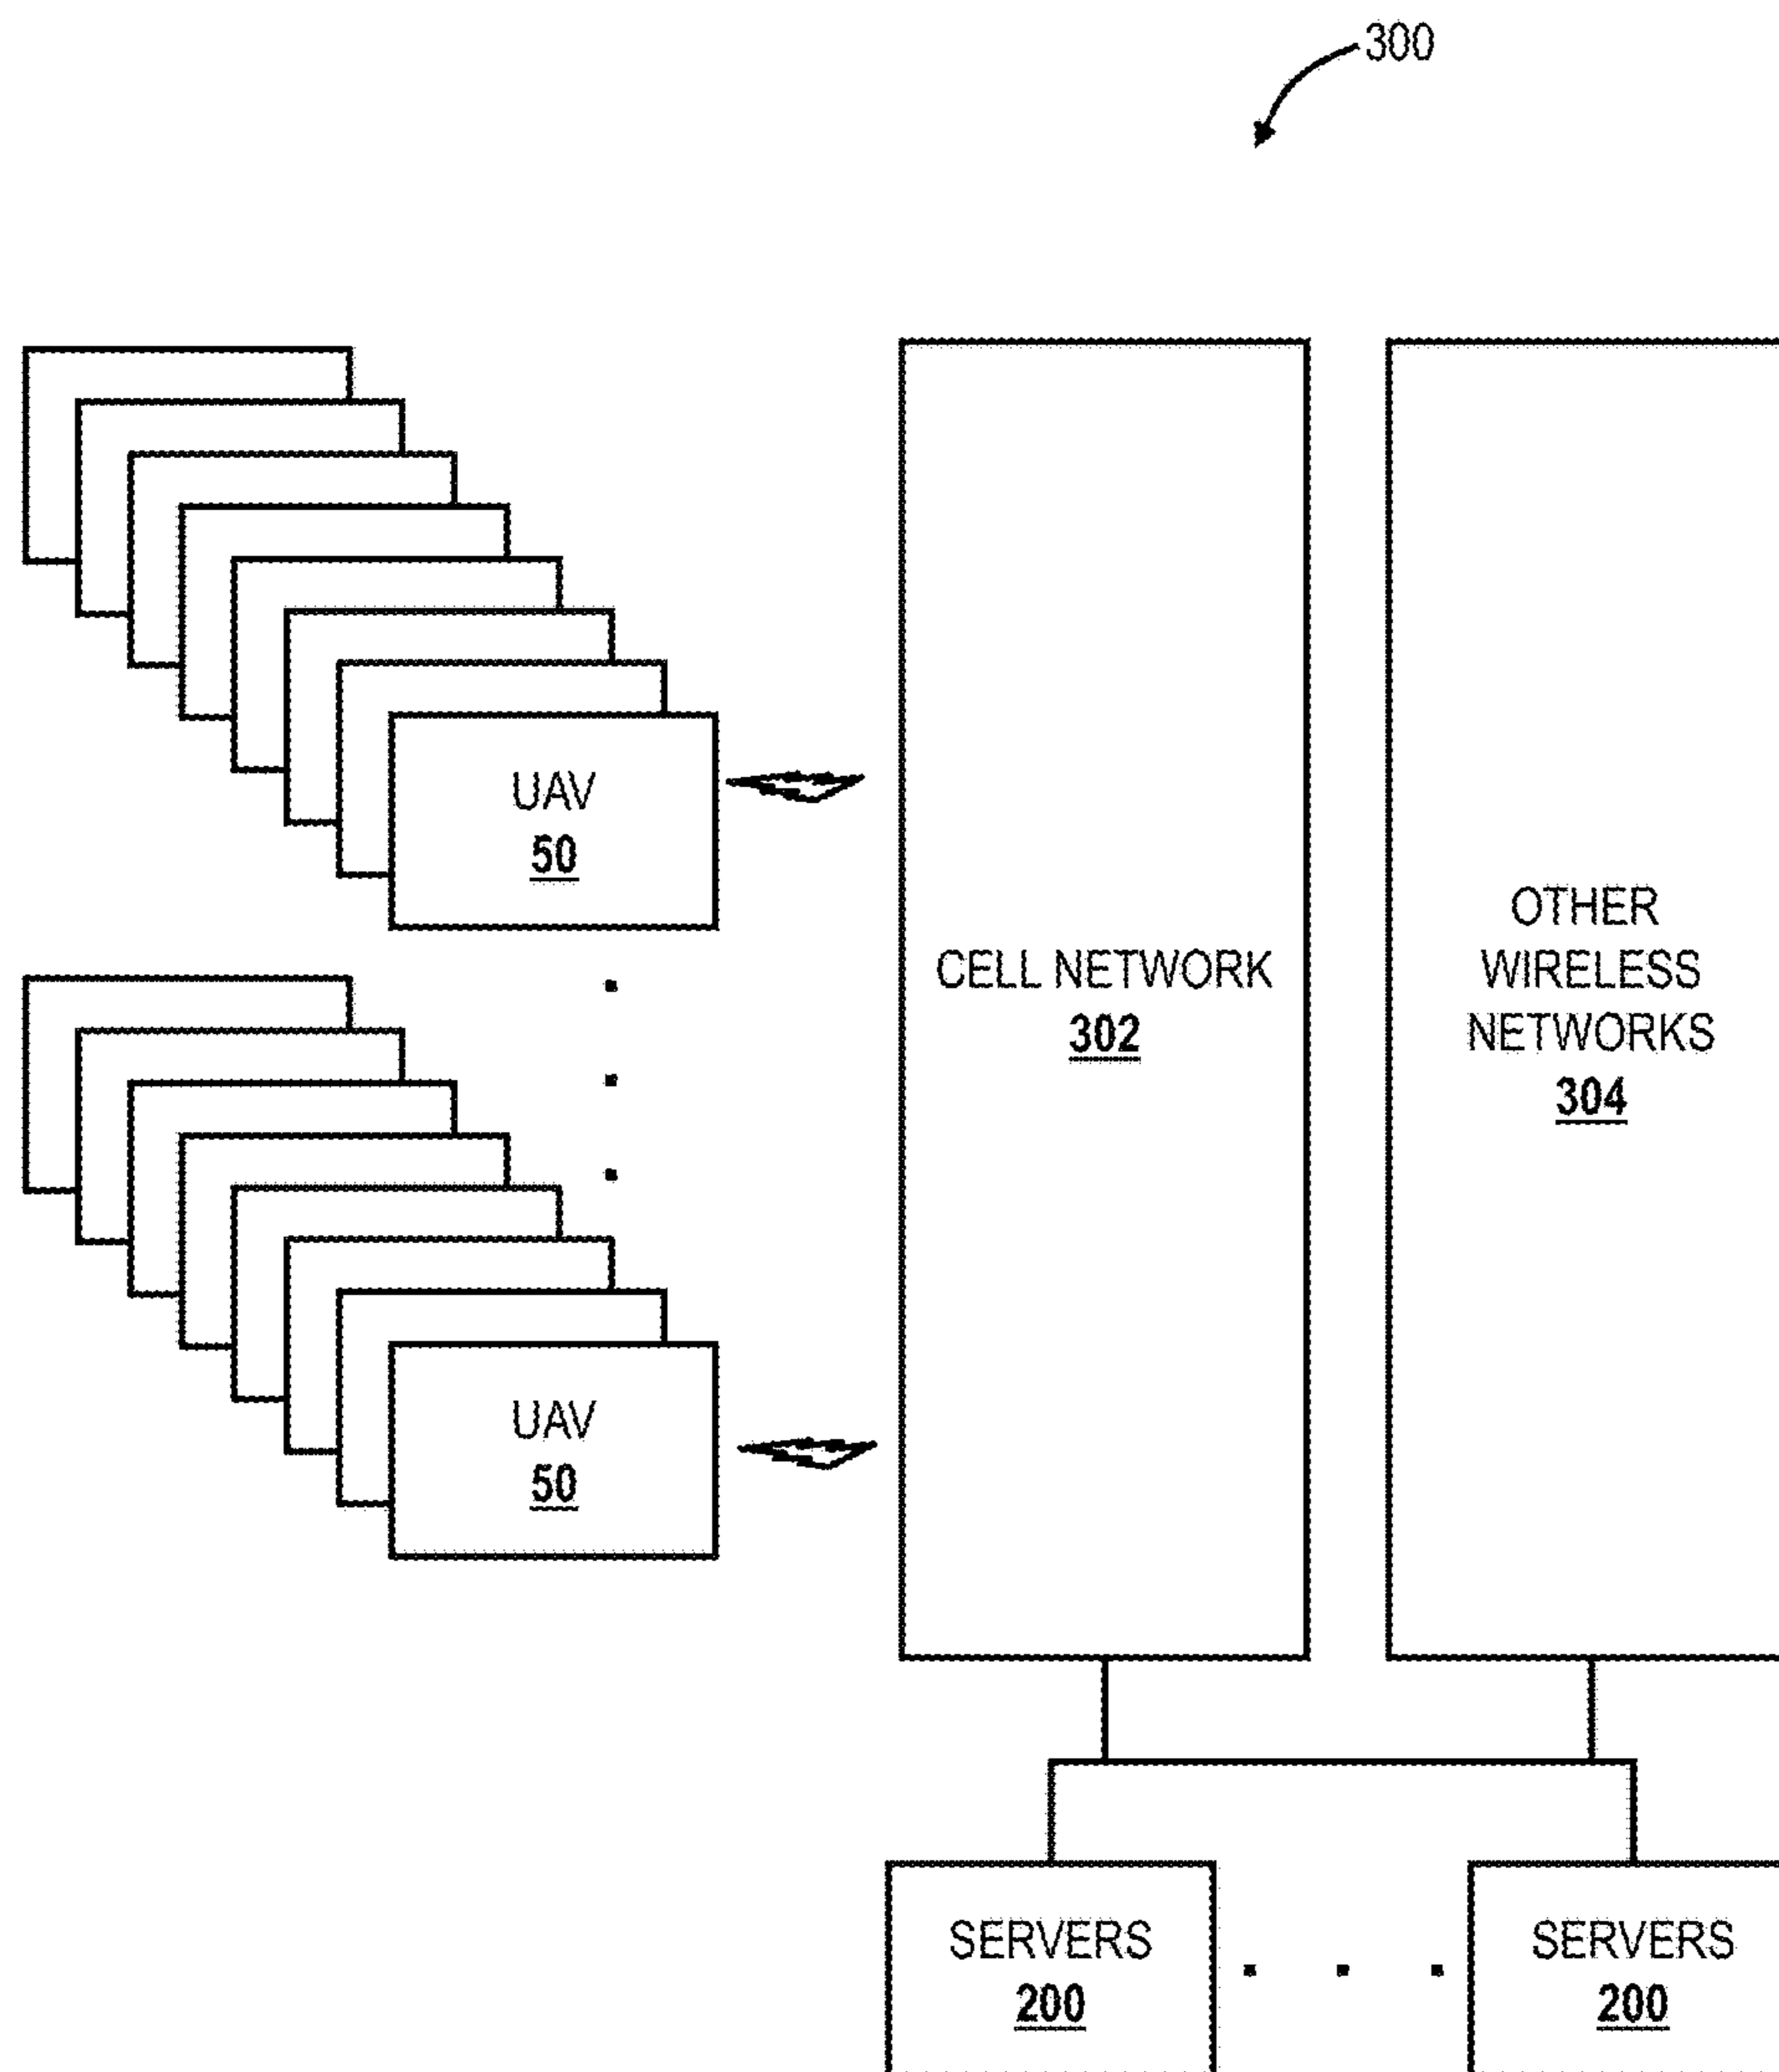 300
UAV
50
CELL NETWORK
302
OTHER
WIRELESS
NETWORKS
304
UAV
50
SERVERS
200
SERVERS
200